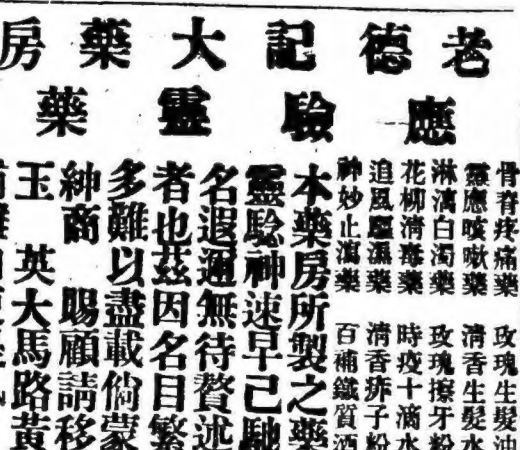 老德記大藥房
應驗靈藥
骨脊疼痛藥 玫瑰生髮油
靈應咳嗽藥 清香生髮水
淋濁白濁藥 玫瑰擦牙粉
花柳清毒藥 時疫十滴水
追風驅濕藥 清香痱子粉
神妙止瀉藥 百補鐵質酒
本藥房所製之藥
靈驗神速早已馳
名遐邇無待贅述
者也茲因名目繁
多難以盡載倘蒙
紳商 賜顧請移
玉 英大馬路黃